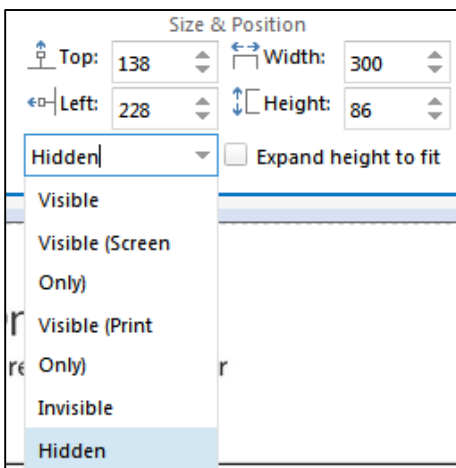 Size & Position
Top: 138 Width: 300
Left: 228 Height: 86
Hidden Expand height to fit
Visible
Visible (Screen
Only)
Visible (Print
Only)
Invisible
Hidden